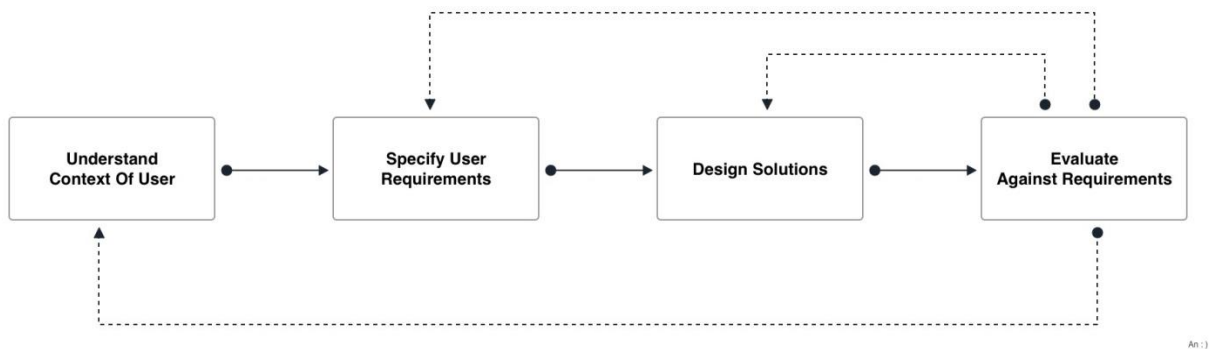 Understand
Context Of User
Specify User
Requirements
Design Solutions
Evaluate
Against Requirements
An :)